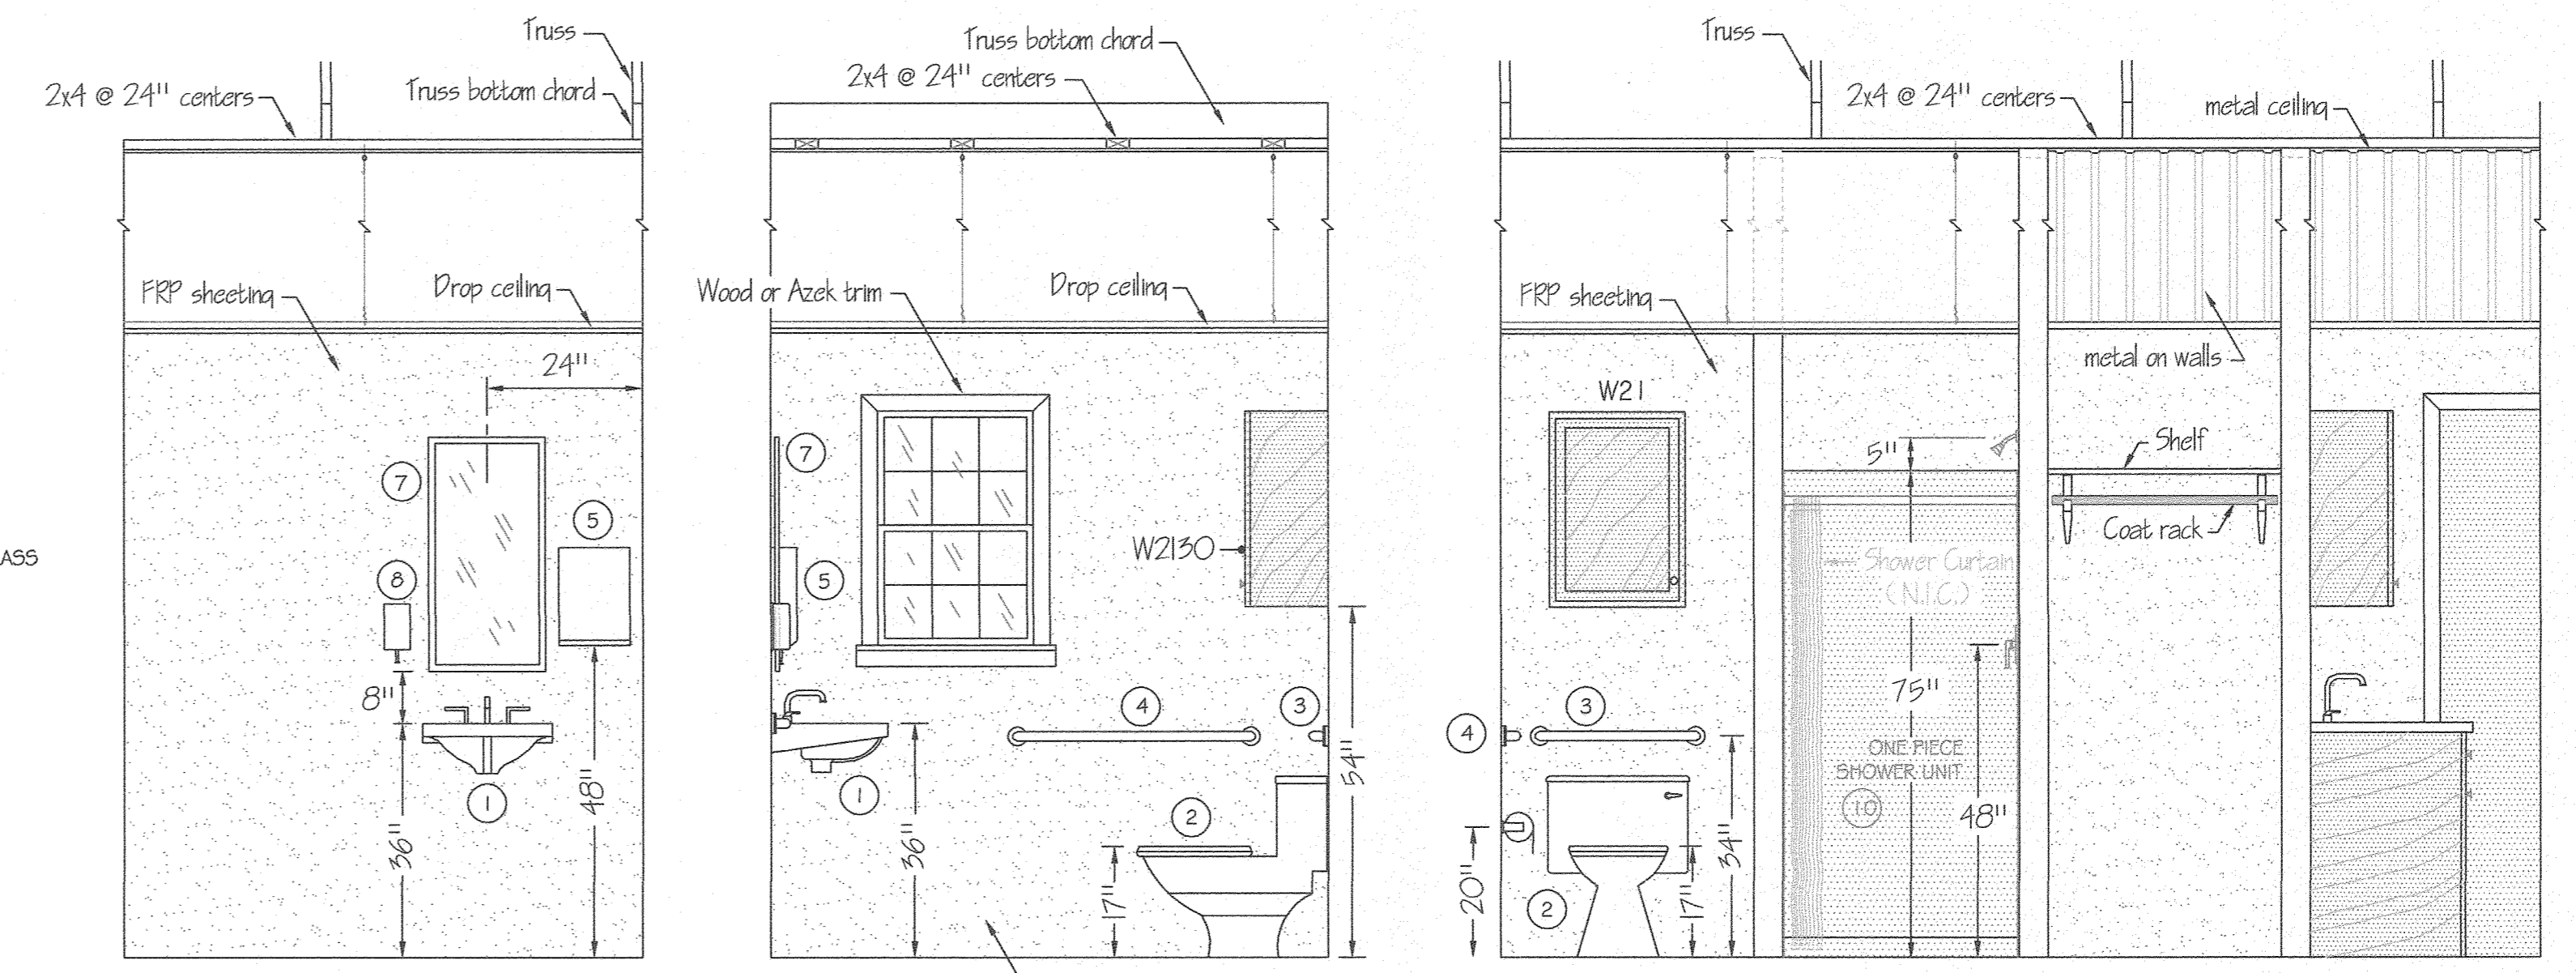 Truss
2x4 @ 24" centers
Truss bottom chord
FRP sheeting
Drop ceiling
24"
7
5
8
8"
1
36"
48"
ASS
Truss bottom chord
2x4 @ 24" centers
Wood or Azek trim
Drop ceiling
7
5
W2130
4
3
1
2
36"
17"
54"
Truss
2x4 @ 24" centers
metal ceiling
FRP sheeting
metal on walls
W21
5"
Shelf
Coat rack
Shower Curtain
(N.I.C.)
75"
4
3
ONE PIECE
SHOWER UNIT
10
48"
20"
2
17"
34"